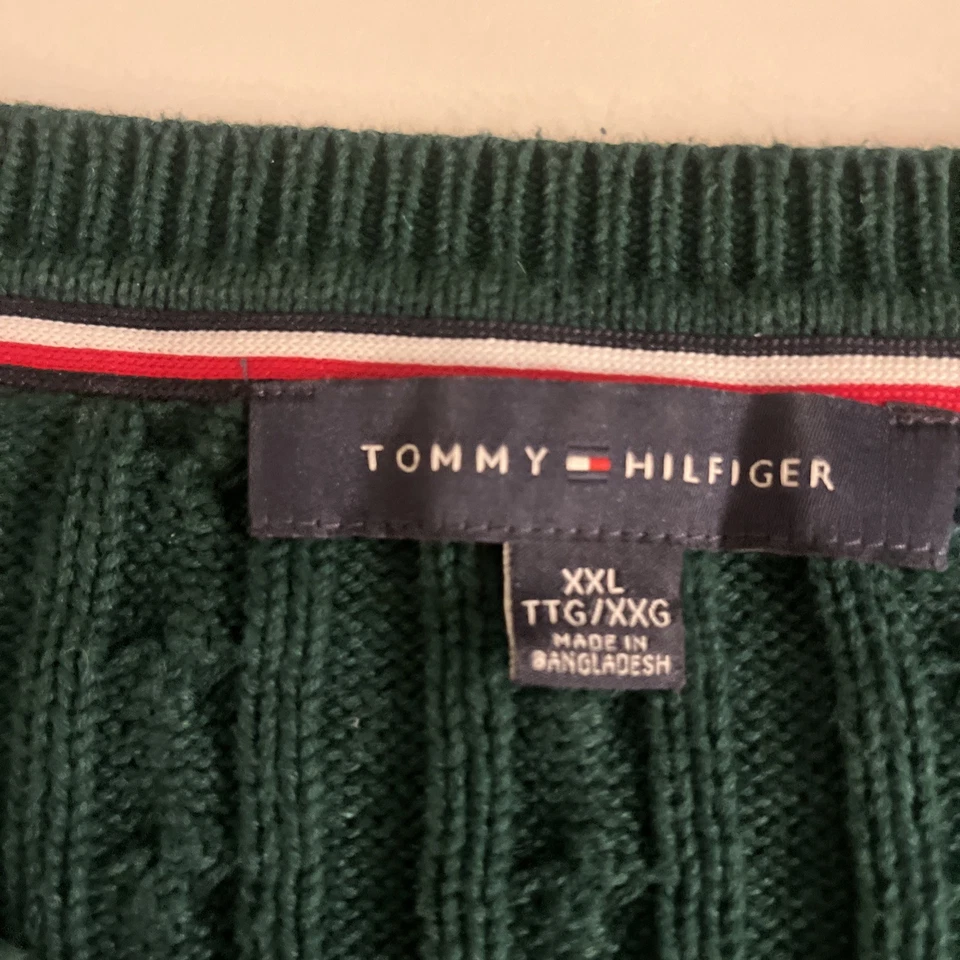 TOMMY HILFIGER
XXL
TTG/XXG
MADE IN
BANGLADESH